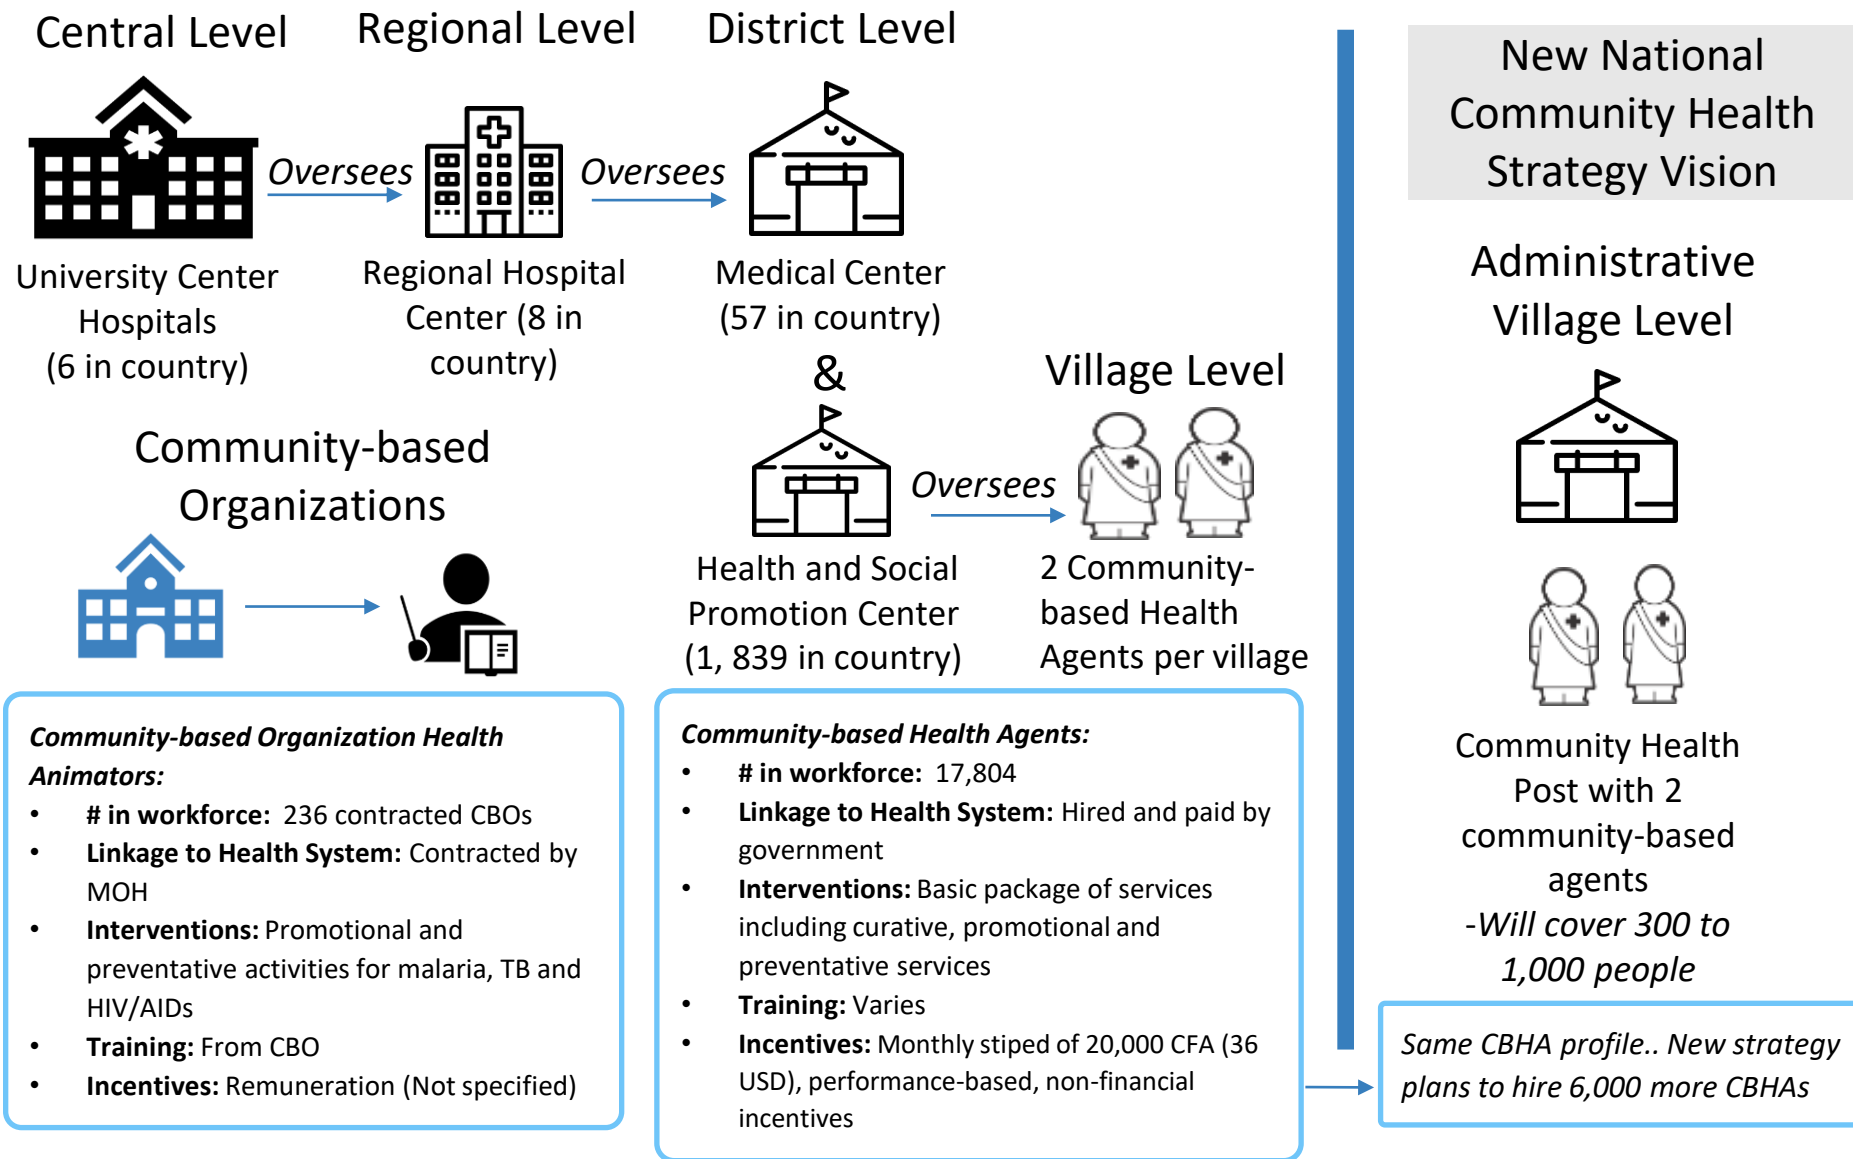 Central Level
Oversees
University Center
Hospitals
(6 in country)
Regional Level
Oversees
Regional Hospital
Center (8 in
country)
District Level
Medical Center
(57 in country)
&
Oversees
Health and Social
Promotion Center
(1, 839 in country)
Village Level
2 Community-
based Health
Agents per village
Community-based
Organizations
Community-based Organization Health
Animators:
• # in workforce: 236 contracted CBOs
• Linkage to Health System: Contracted by
MOH
• Interventions: Promotional and
preventative activities for malaria, TB and
HIV/AIDs
• Training: From CBO
• Incentives: Remuneration (Not specified)
Community-based Health Agents:
• # in workforce: 17,804
• Linkage to Health System: Hired and paid by
government
• Interventions: Basic package of services
including curative, promotional and
preventative services
• Training: Varies
• Incentives: Monthly stiped of 20,000 CFA (36
USD), performance-based, non-financial
incentives
New National
Community Health
Strategy Vision
Administrative
Village Level
Community Health
Post with 2
community-based
agents
-Will cover 300 to
1,000 people
Same CBHA profile.. New strategy
plans to hire 6,000 more CBHAs